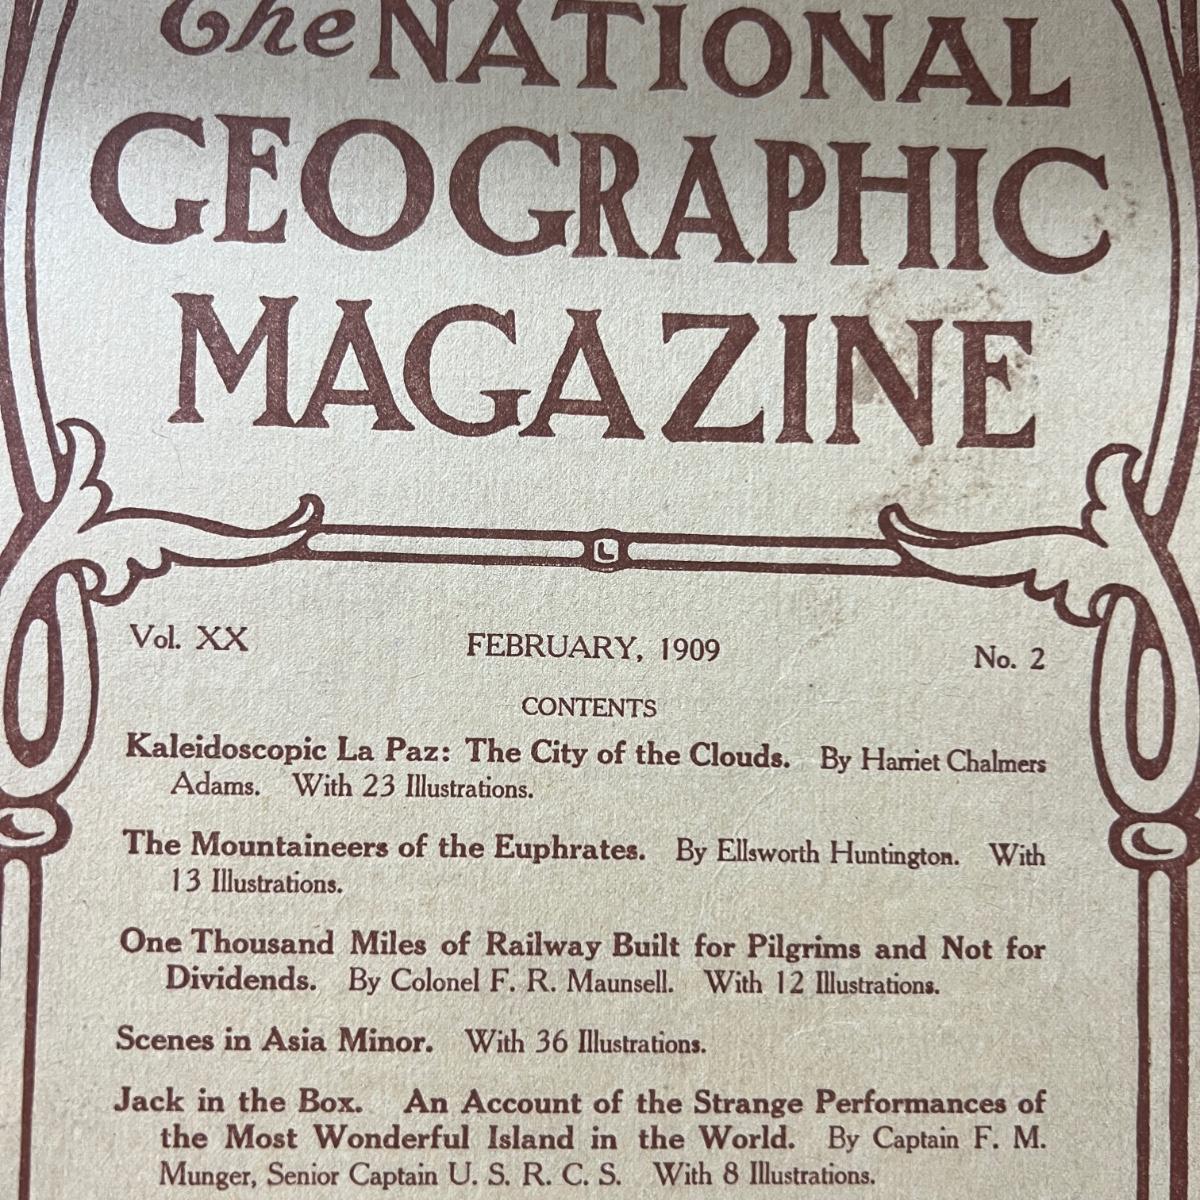 The NATIONAL
GEOGRAPHIC
MAGAZINE
Vol. XX FEBRUARY, 1909 No. 2
CONTENTS
Kaleidoscopic La Paz: The City of the Clouds. By Harriet Chalmers
Adams. With 23 Illustrations.
The Mountaineers of the Euphrates. By Ellsworth Huntington. With
13 Illustrations.
One Thousand Miles of Railway Built for Pilgrims and Not for
Dividends. By Colonel F. R. Maunsell. With 12 Illustrations.
Scenes in Asia Minor. With 36 Illustrations.
Jack in the Box. An Account of the Strange Performances of
the Most Wonderful Island in the World. By Captain F. M.
Munger, Senior Captain U. S. R. C. S. With 8 Illustrations.